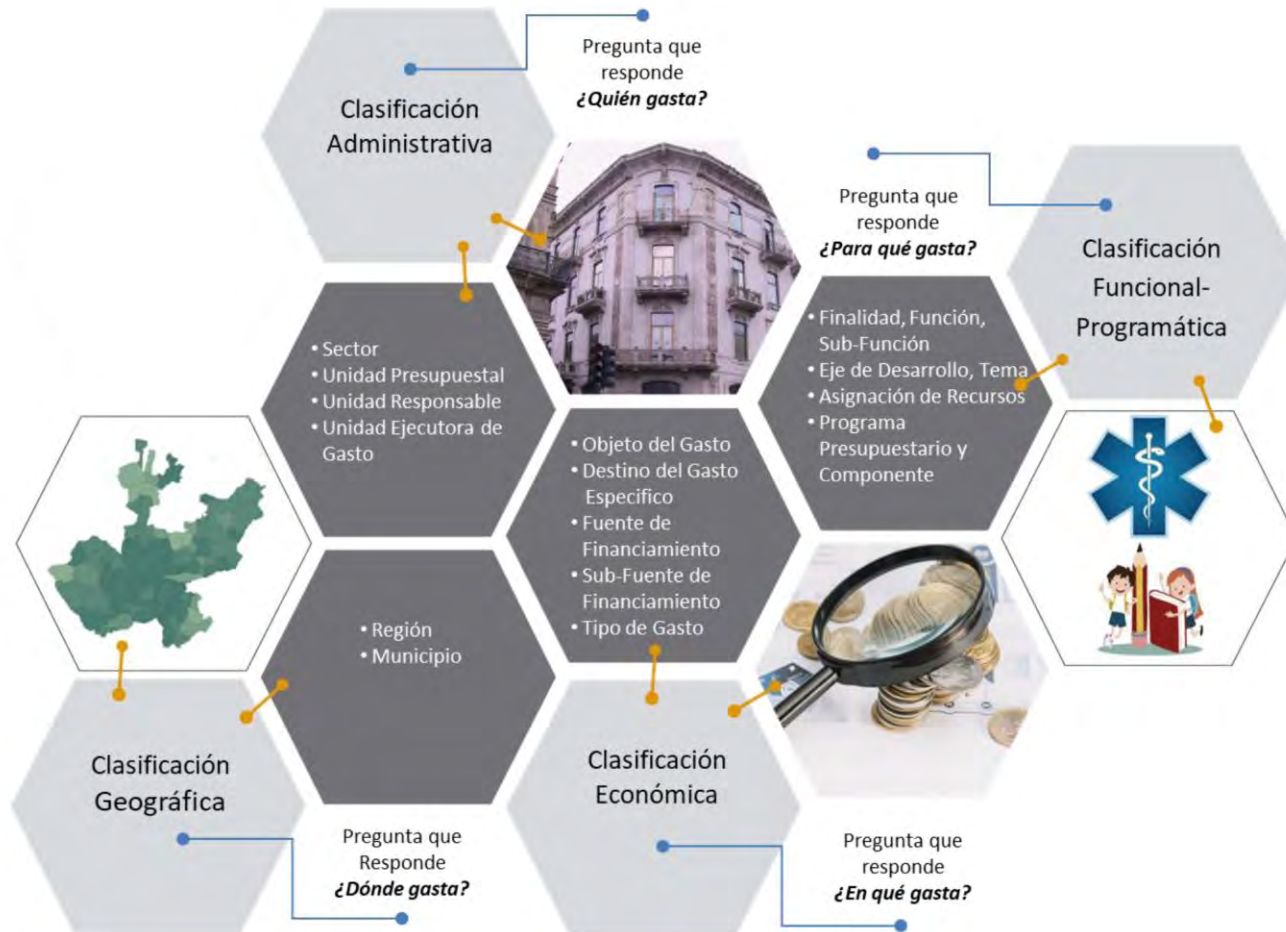 Pregunta que
responde
¿Quién gasta?
Clasificación
Administrativa
Pregunta que
responde
¿Para qué gasta?
Clasificación
Funcional-
Programática
• Sector
• Unidad Presupuestal
• Unidad Responsable
• Unidad Ejecutora de
Gasto
• Finalidad, Función,
Sub-Función
• Eje de Desarrollo, Tema
• Asignación de Recursos
• Programa
Presupuestario y
Componente
• Objeto del Gasto
• Destino del Gasto
Especifico
• Fuente de
Financiamiento
• Sub-Fuente de
Financiamiento
• Tipo de Gasto
• Región
• Municipio
Clasificación
Geográfica
Clasificación
Económica
Pregunta que
Responde
¿Dónde gasta?
Pregunta que
responde
¿En qué gasta?